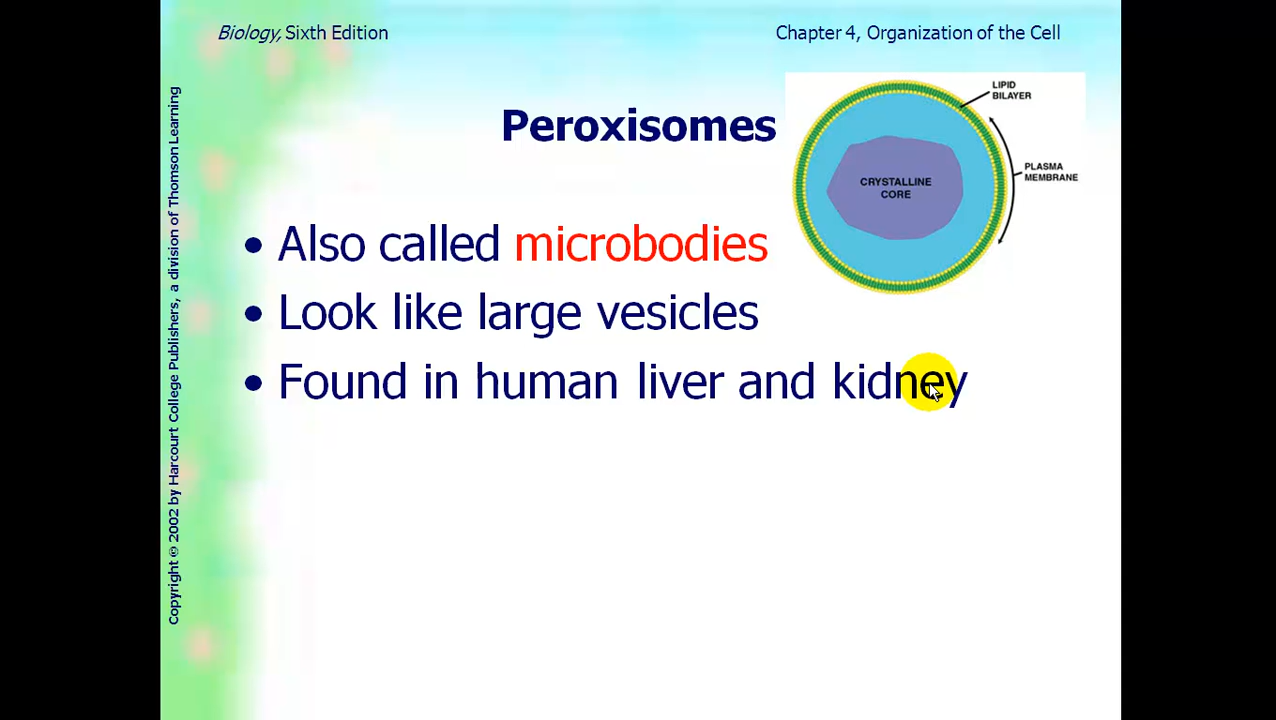 Biology, Sixth Edition
Chapter 4, Organization of the Cell
Copyright © 2002 by Harcourt College Publishers, a division of Thomson Learning
Peroxisomes
LIPID
BILAYER
PLASMA
MEMBRANE
CRYSTALLINE
CORE
• Also called microbodies
• Look like large vesicles
• Found in human liver and kidney